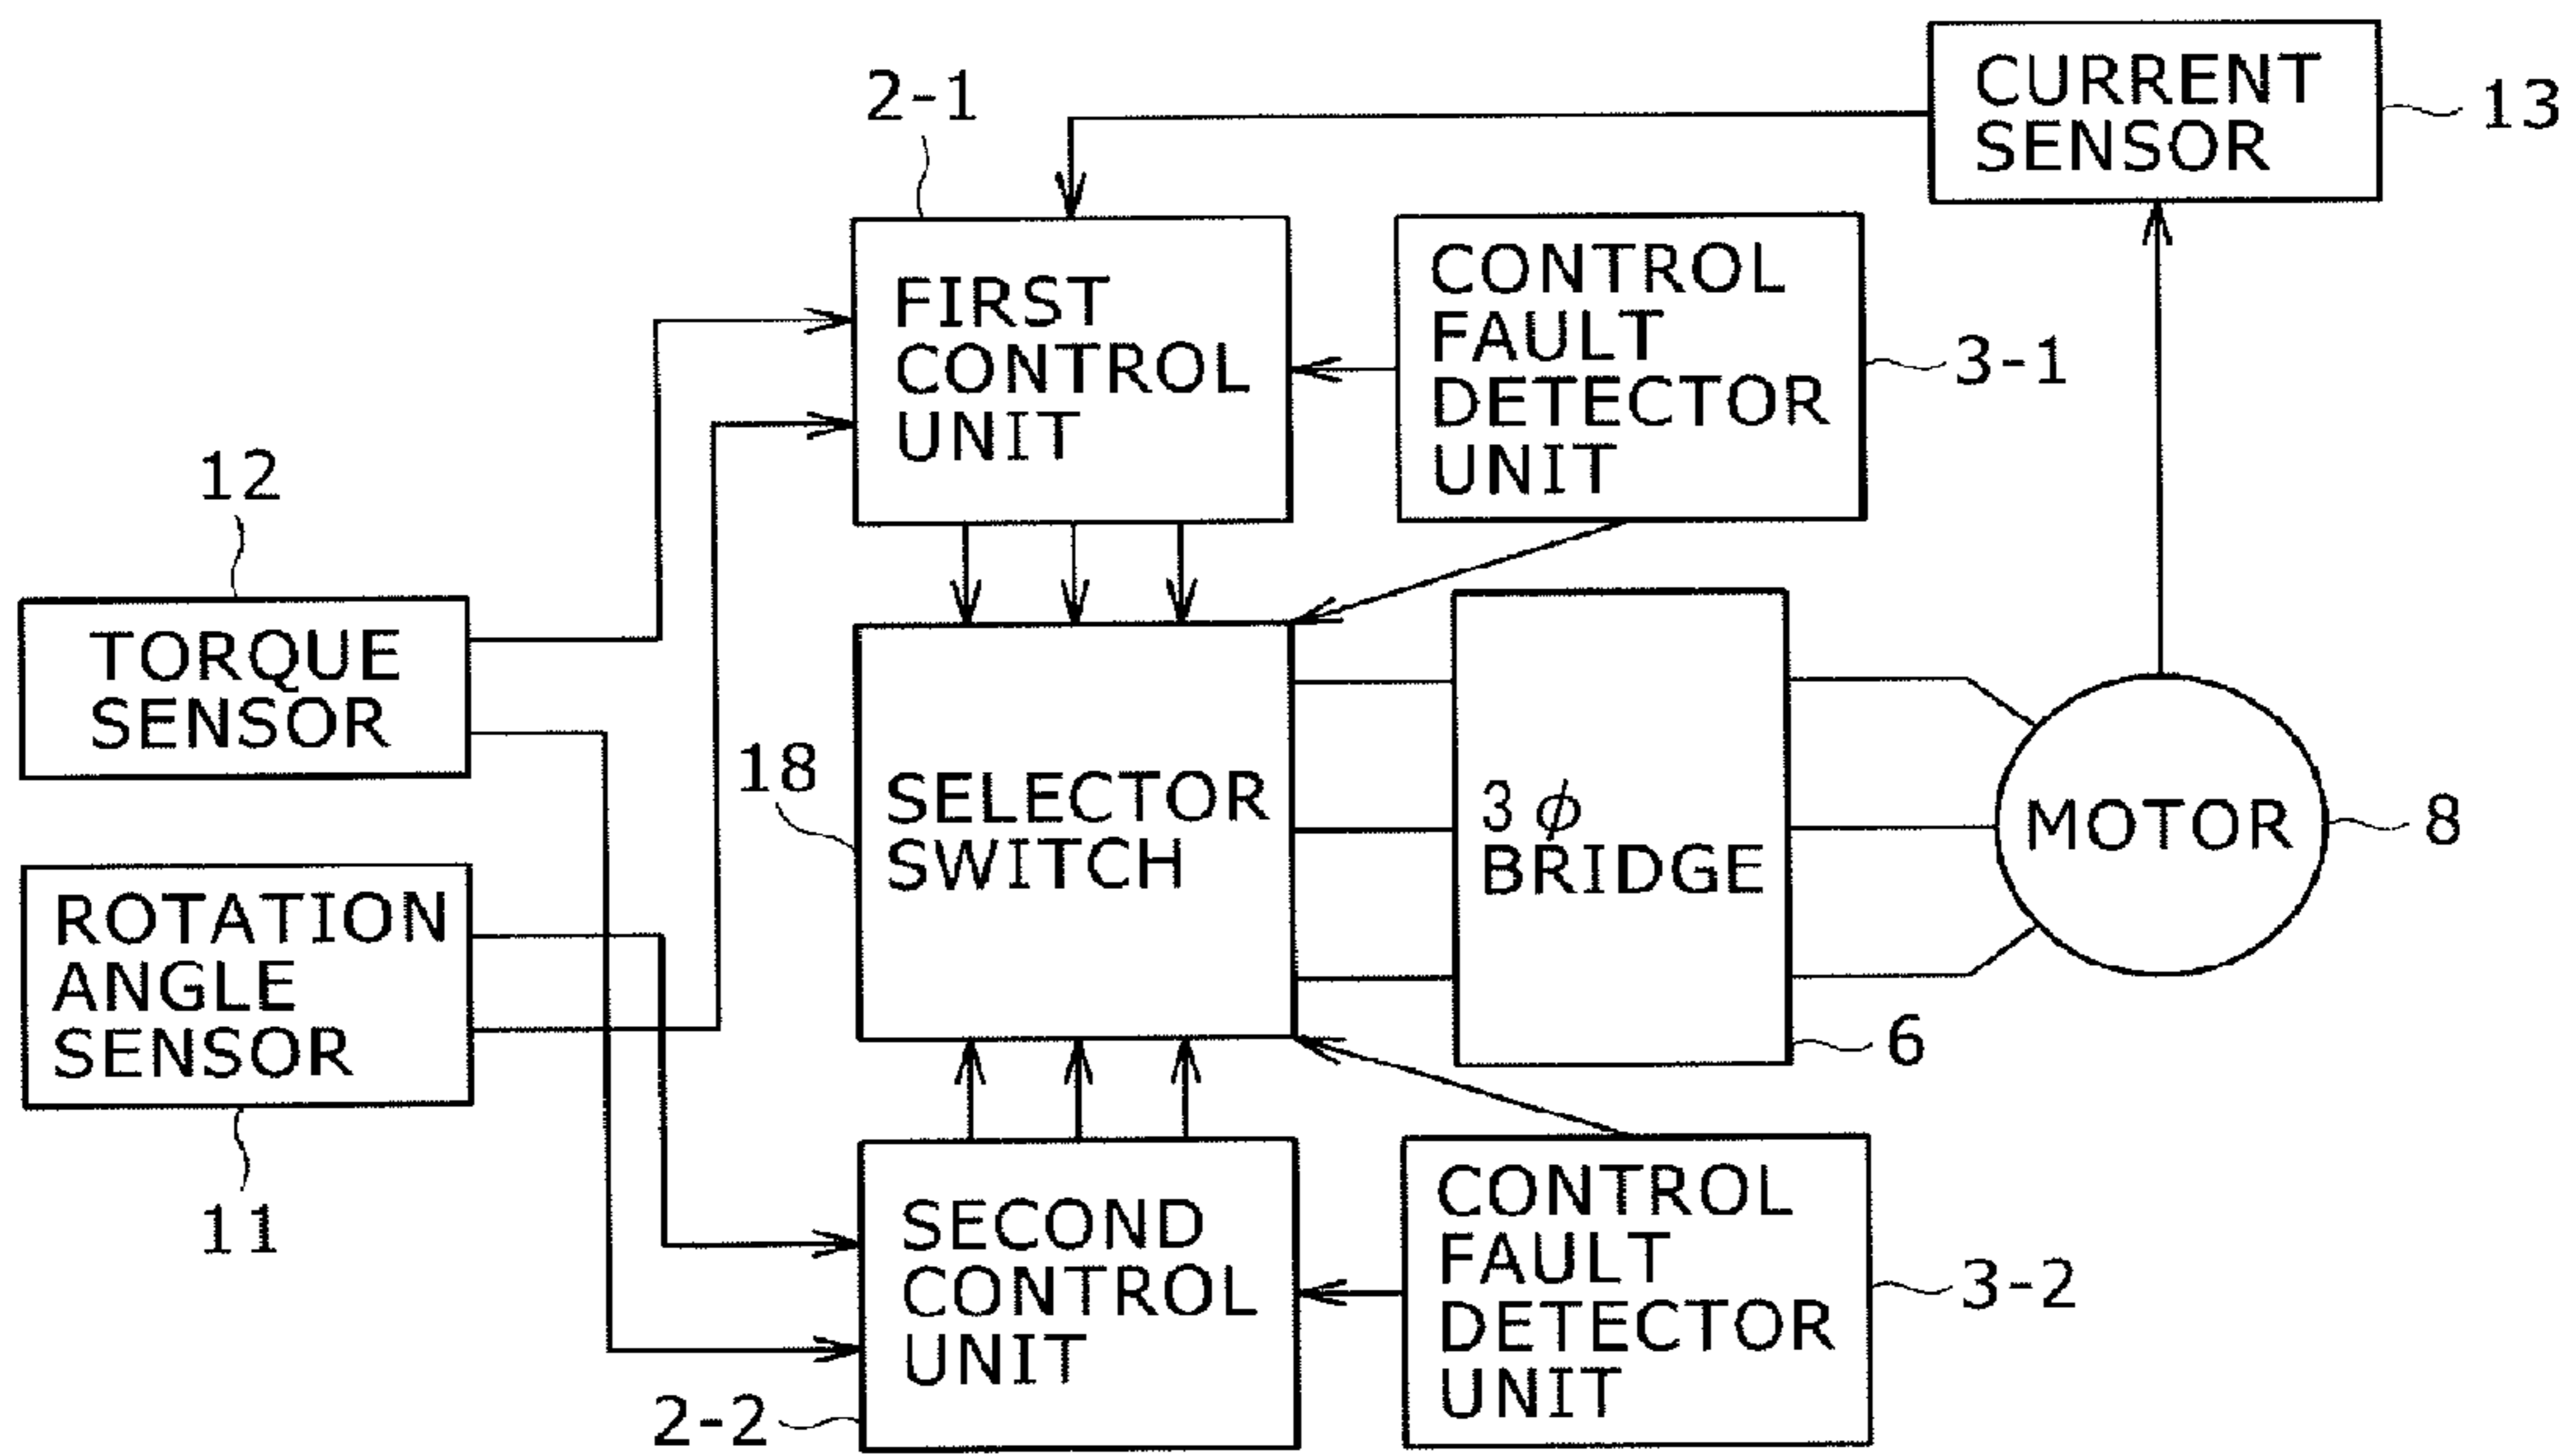 2-1
CURRENT
SENSOR
13
FIRST
CONTROL
UNIT
CONTROL
FAULT
DETECTOR
UNIT
3-1
12
TORQUE
SENSOR
18
SELECTOR
SWITCH
3 ϕ
BRIDGE
MOTOR
8
ROTATION
ANGLE
SENSOR
6
11
SECOND
CONTROL
UNIT
CONTROL
FAULT
DETECTOR
UNIT
3-2
2-2